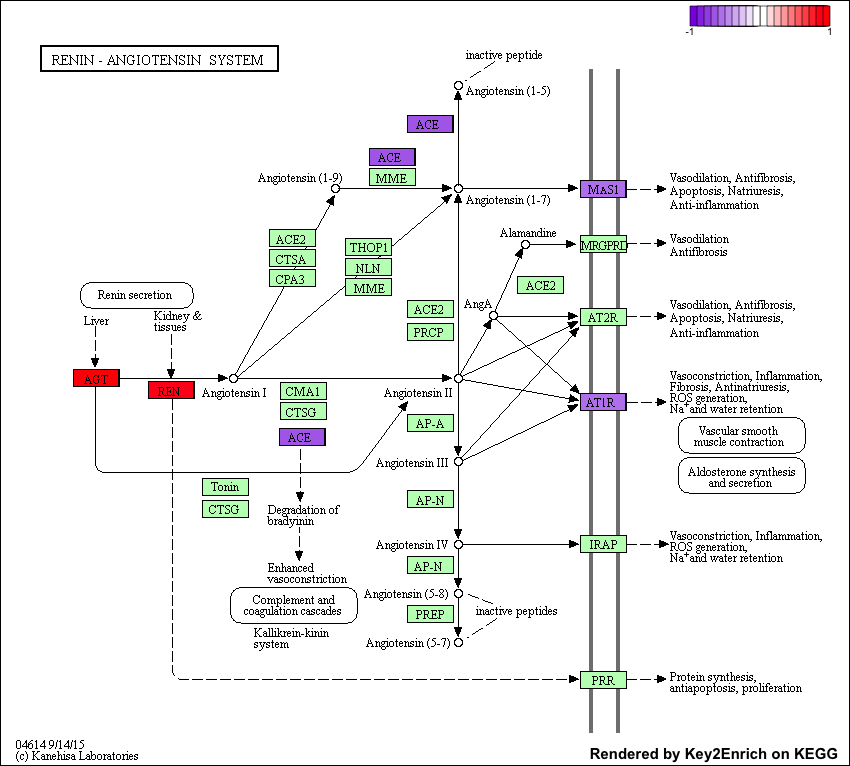 -1
1
RENIN - ANGIOTENSIN SYSTEM
inactive peptide
Angiotensin (1-5)
ACE
ACE
MME
Angiotensin (1-9)
Angiotensin (1-7)
MAS1
Vasodilation, Antifibrosis,
Apoptosis, Natriuresis,
Anti-inflammation
ACE2
CTSA
CPA3
THOP1
NLN
MME
Alamandine
MRGPRD
Vasodilation
Antifibrosis
ACE2
AngA
ACE2
PRCP
AT2R
Vasodilation, Antifibrosis,
Apoptosis, Natriuresis,
Anti-inflammation
Renin secretion
Liver
Kidney &
tissues
AGT
REN
Angiotensin I
CMA1
CTSG
ACE
Angiotensin II
AT1R
Vasoconstriction, Inflammation,
Fibrosis, Antinatriuresis,
ROS generation,
Na+ and water retention
Vascular smooth
muscle contraction
Aldosterone synthesis
and secretion
AP-A
Angiotensin III
Tonin
CTSG
AP-N
Degradation of
bradyinin
Angiotensin IV
IRAP
Vasoconstriction, Inflammation,
ROS generation,
Na+ and water retention
Enhanced
vasoconstriction
AP-N
Complement and
coagulation cascades
Kallikrein-kinin
system
Angiotensin (5-8)
PREP
inactive peptides
Angiotensin (5-7)
PRR
Protein synthesis,
antiapoptosis, proliferation
04614 9/14/15
(c) Kanehisa Laboratories
Rendered by Key2Enrich on KEGG